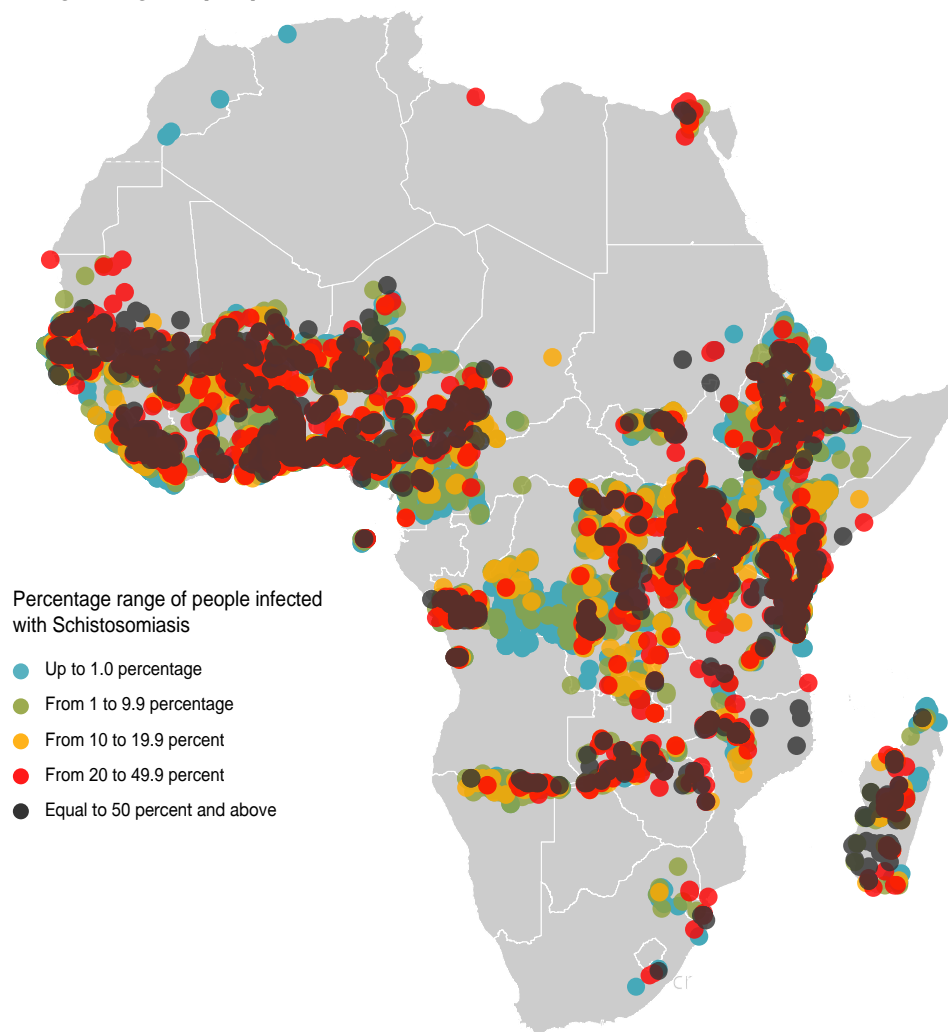 Percentage range of people infected
with Schistosomiasis
Up to 1.0 percentage
From 1 to 9.9 percentage
From 10 to 19.9 percent
From 20 to 49.9 percent
Equal to 50 percent and above
cr